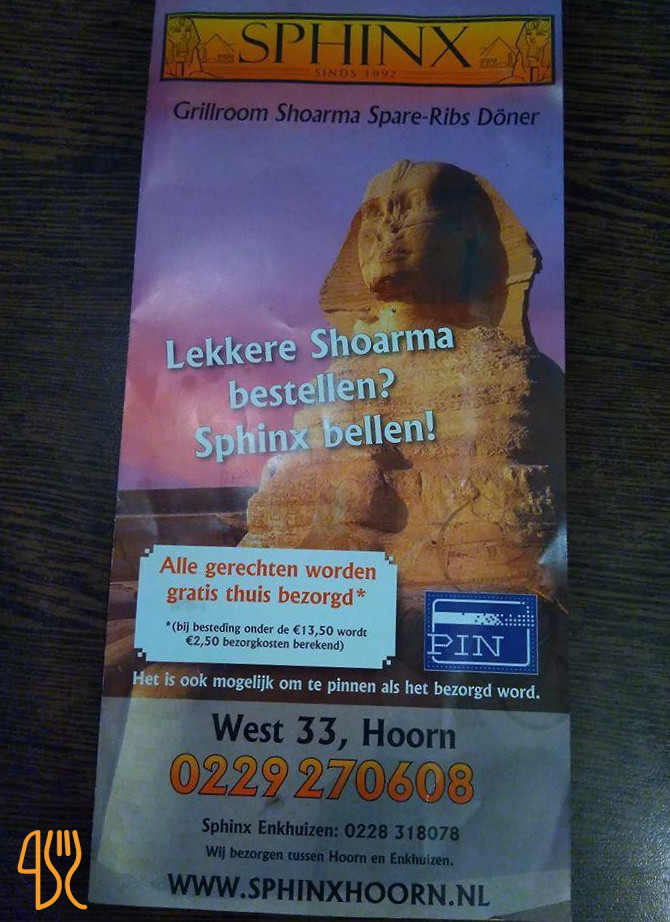 SPHINX
SINDS 1992
Grillroom Shoarma Spare-Ribs Döner
Lekkere Shoarma
bestellen?
Sphinx bellen!
Alle gerechten worden
gratis thuis bezorgd*
*(bij besteding onder de €13,50 wordt
€2,50 bezorgkosten berekend)
PIN
Het is ook mogelijk om te pinnen als het bezorgd word.
West 33, Hoorn
0229 270608
Sphinx Enkhuizen: 0228 318078
Wij bezorgen tussen Hoorn en Enkhuizen.
WWW.SPHINXHOORN.NL